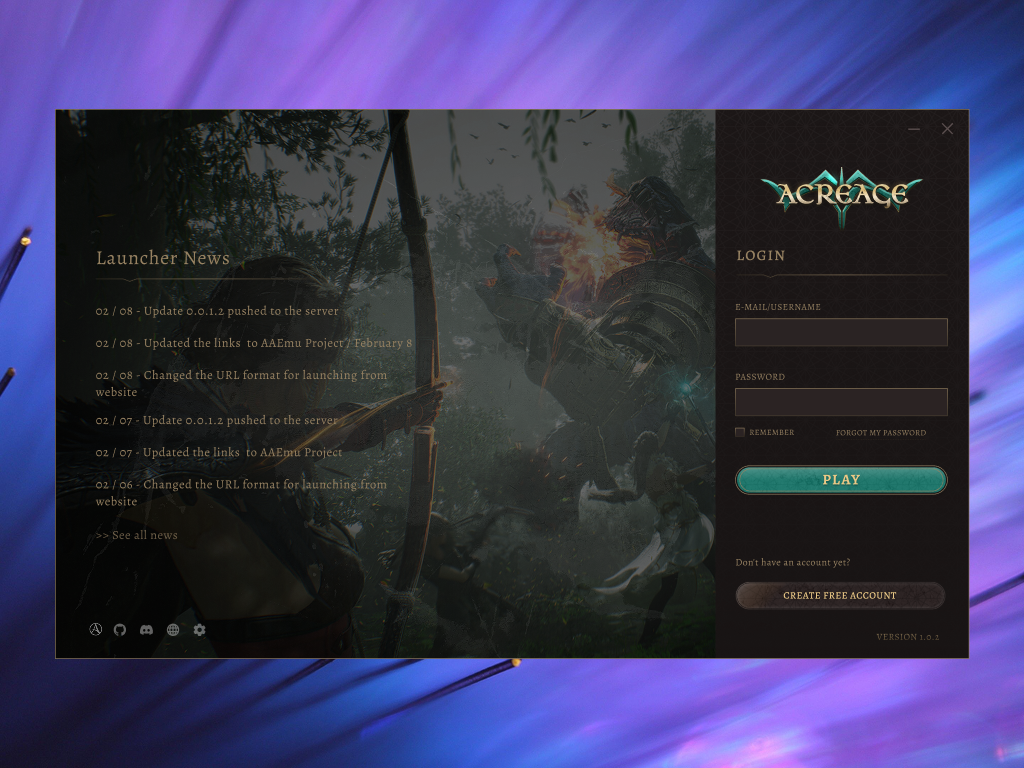 ACREAGE
Launcher News
02 / 08 - Update 0.0.1.2 pushed to the server
02 / 08 - Updated the links  to AAEmu Project / February 8
02 / 08 - Changed the URL format for launching from
website
02 / 07 - Update 0.0.1.2 pushed to the server
02 / 07 - Updated the links  to AAEmu Project
02 / 06 - Changed the URL format for launching from
website
>> See all news
LOGIN
E-MAIL/USERNAME
PASSWORD
REMEMBER
FORGOT MY PASSWORD
PLAY
Don't have an account yet?
CREATE FREE ACCOUNT
VERSION 1.0.2